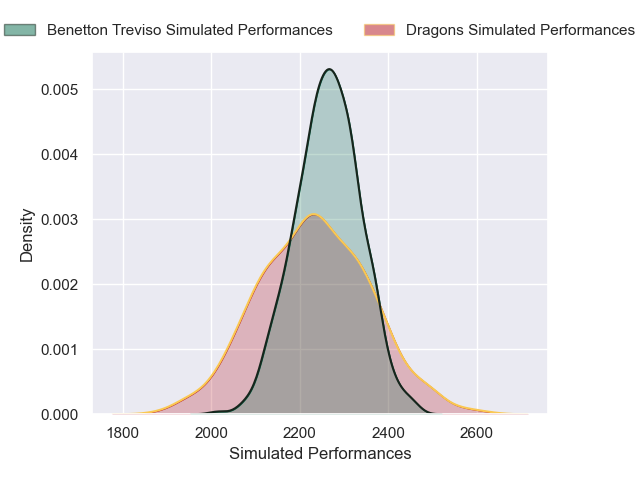 Benetton Treviso Simulated Performances Dragons Simulated Performances
0.005
0.004
0.003
0.002
0.001
0.000
Density
1800 2000 2200 2400 2600
Simulated Performances